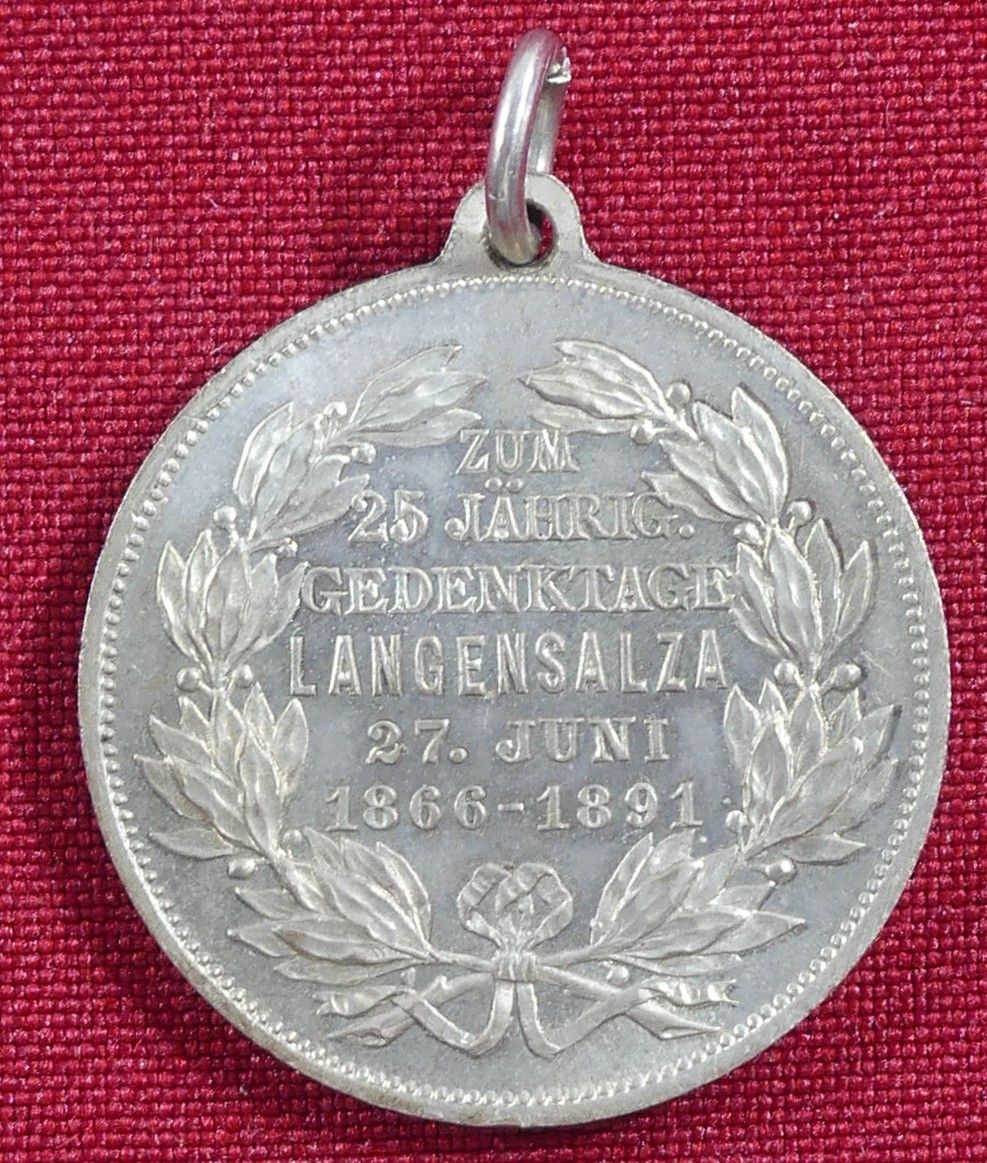 ZUM
25 JÄHRIG.
GEDENKTAGE
LANGENSALZA
27. JUNI
1866-1891